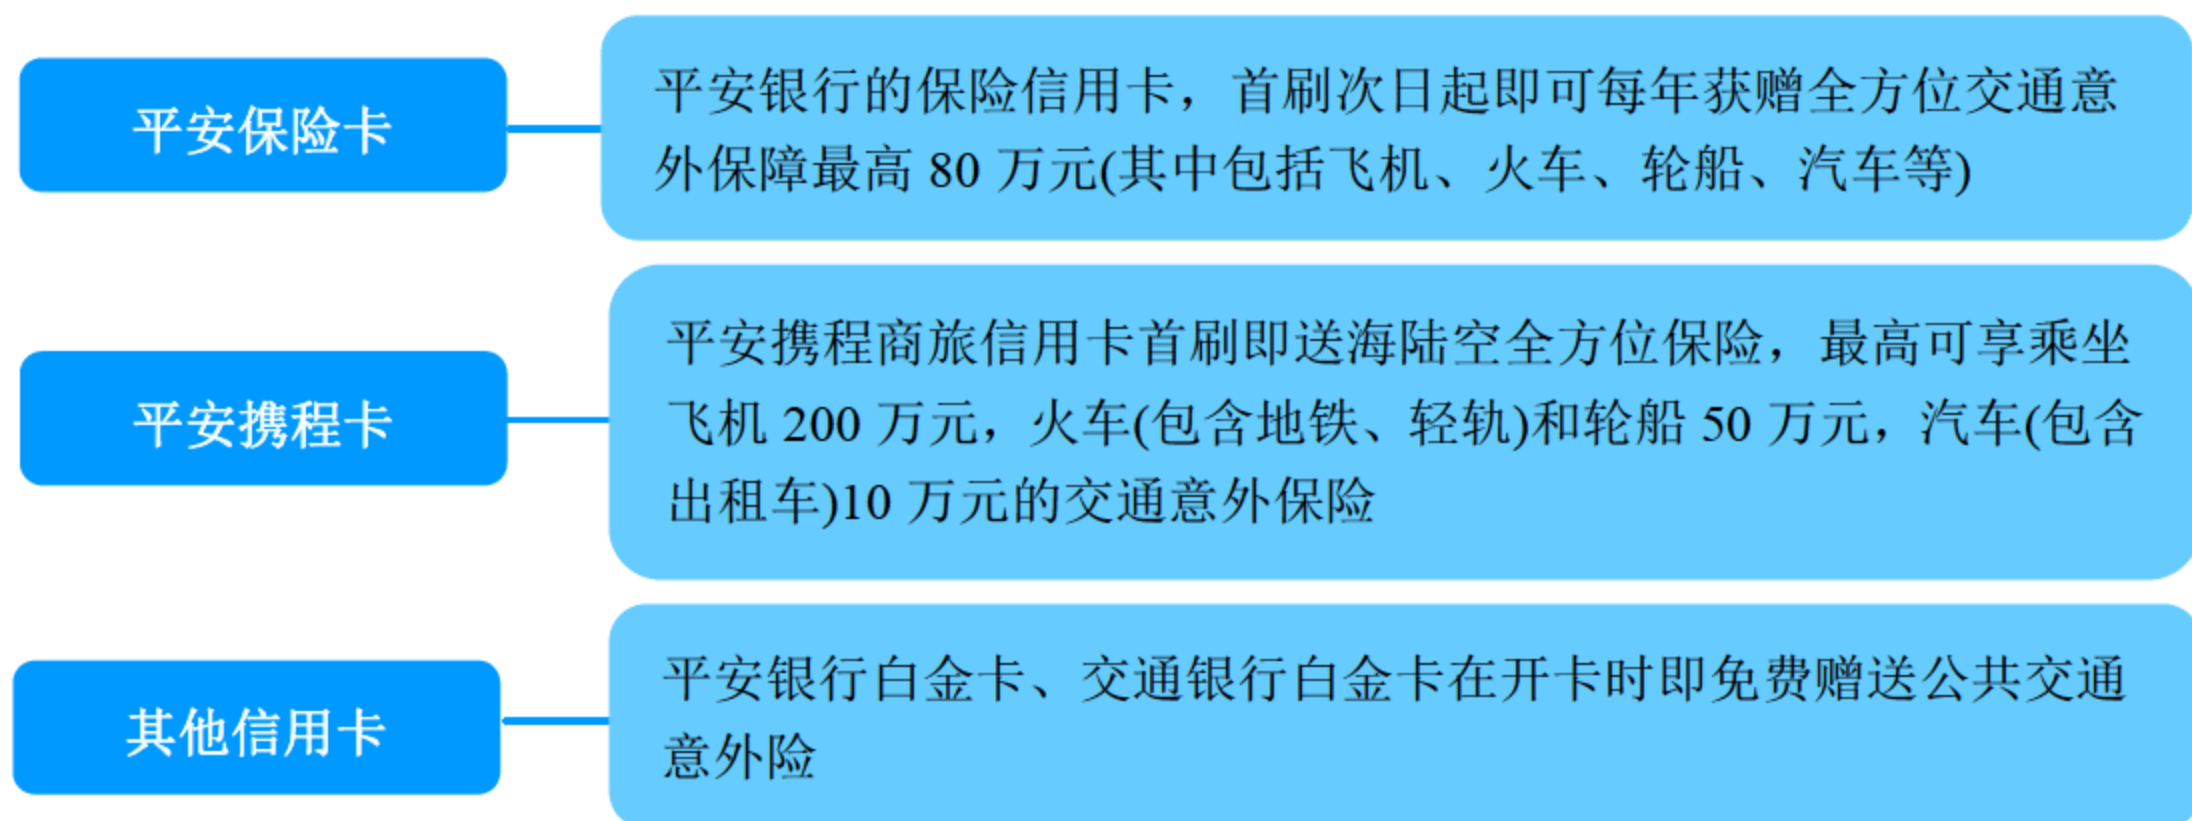 平安保险卡
平安银行的保险信用卡，首刷次日起即可每年获赠全方位交通意
外保障最高 80 万元(其中包括飞机、火车、轮船、汽车等)
平安携程卡
平安携程商旅信用卡首刷即送海陆空全方位保险，最高可享乘坐
飞机 200 万元，火车(包含地铁、轻轨)和轮船 50 万元，汽车(包含
出租车)10 万元的交通意外保险
其他信用卡
平安银行白金卡、交通银行白金卡在开卡时即免费赠送公共交通
意外险